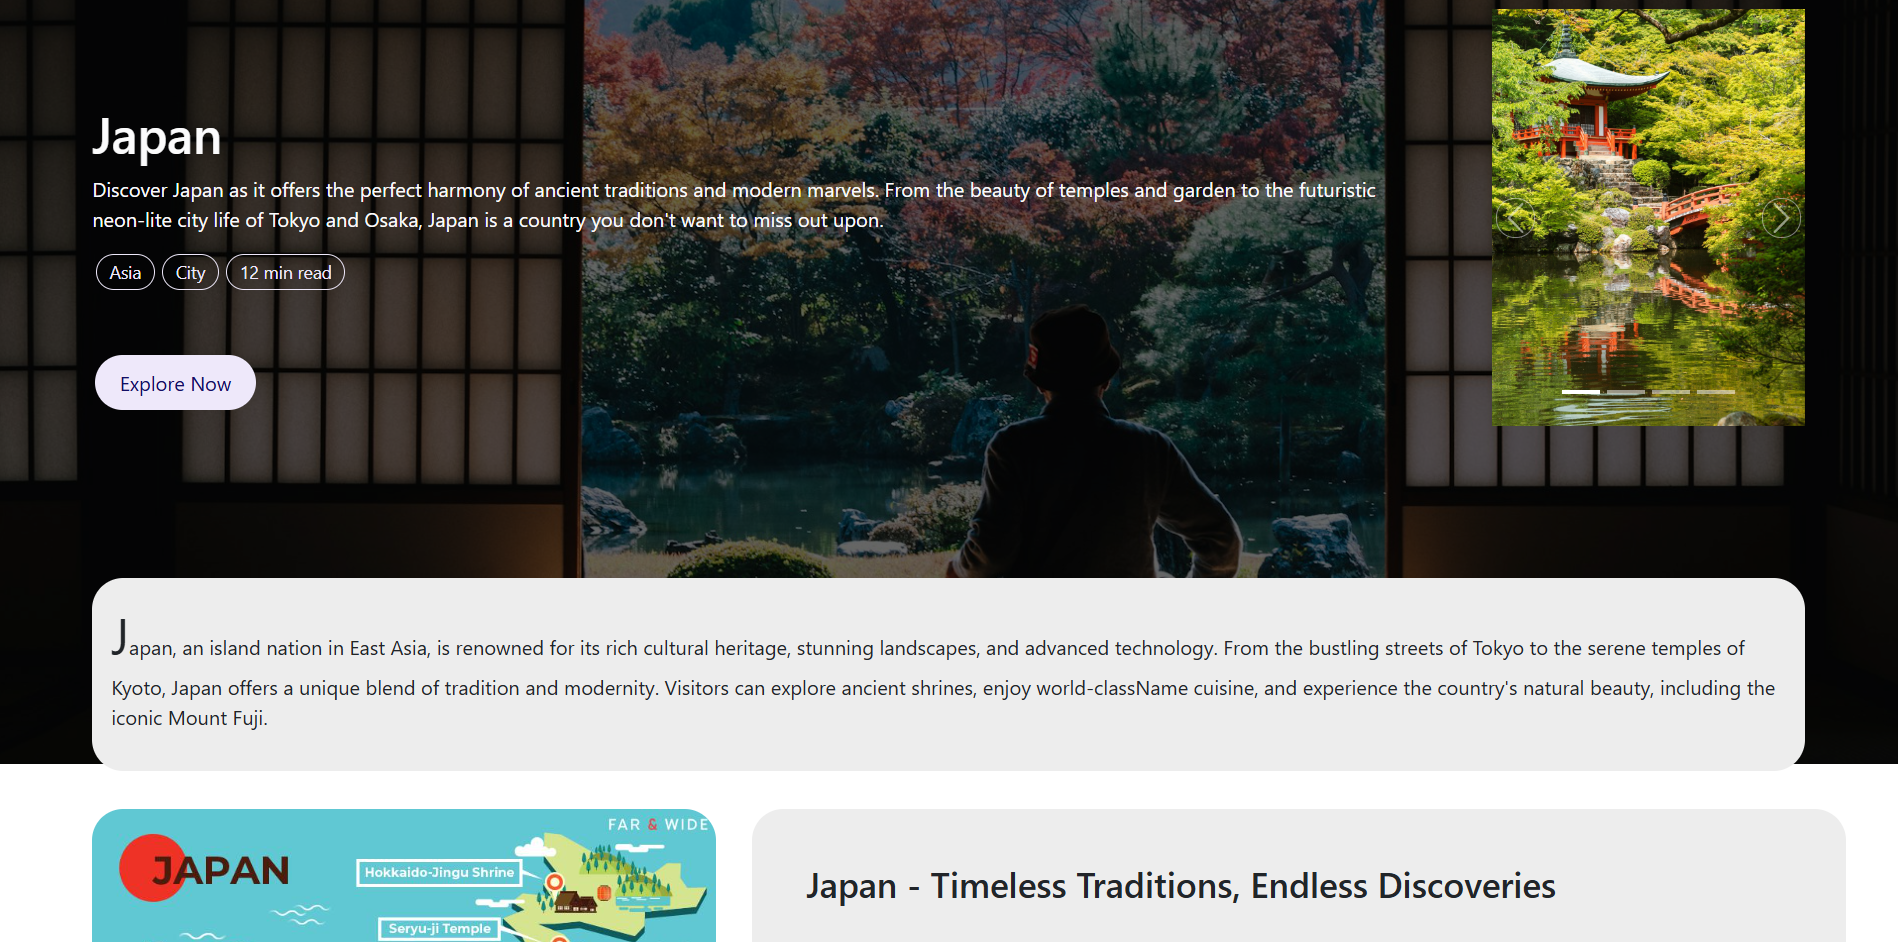 Japan
Discover Japan as it offers the perfect harmony of ancient traditions and modern marvels. From the beauty of temples and garden to the futuristic
neon-lite city life of Tokyo and Osaka, Japan is a country you don't want to miss out upon.
Asia City 12 min read
Explore Now
Japan, an island nation in East Asia, is renowned for its rich cultural heritage, stunning landscapes, and advanced technology. From the bustling streets of Tokyo to the serene temples of
Kyoto, Japan offers a unique blend of tradition and modernity. Visitors can explore ancient shrines, enjoy world-className cuisine, and experience the country's natural beauty, including the
iconic Mount Fuji.
FAR & WIDE
JAPAN
Hokkaido-Jingu Shrine
Seryu-ji Temple
Japan - Timeless Traditions, Endless Discoveries